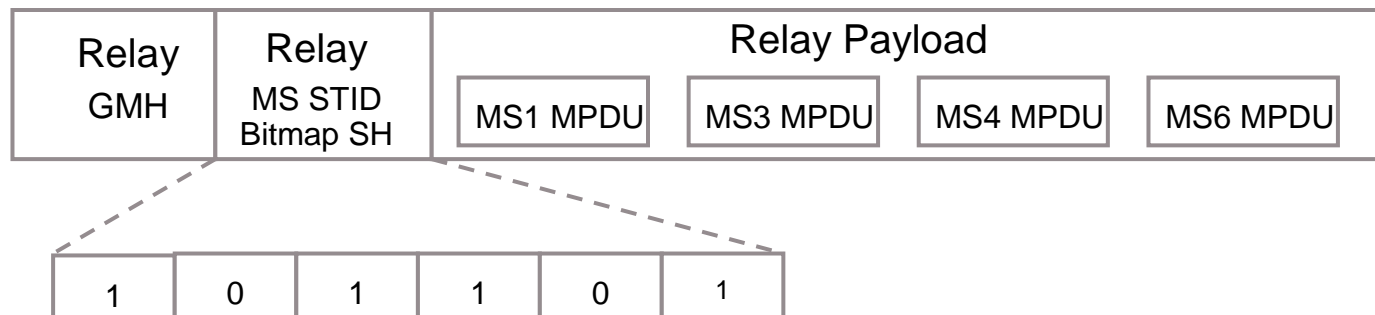 Relay
GMH
Relay
MS STID
Bitmap SH
Relay Payload
MS1 MPDU
MS3 MPDU
MS4 MPDU
MS6 MPDU
1 0 1 1 0 1